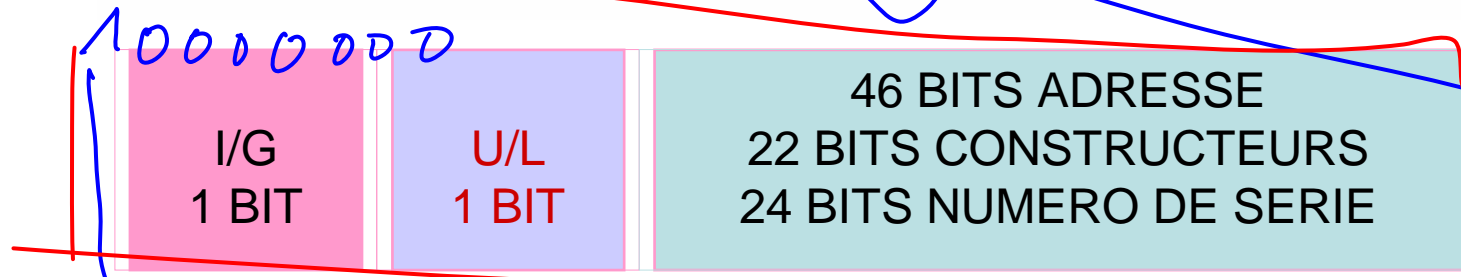 10000000
I/G
1 BIT
U/L
1 BIT
46 BITS ADRESSE
22 BITS CONSTRUCTEURS
24 BITS NUMERO DE SERIE